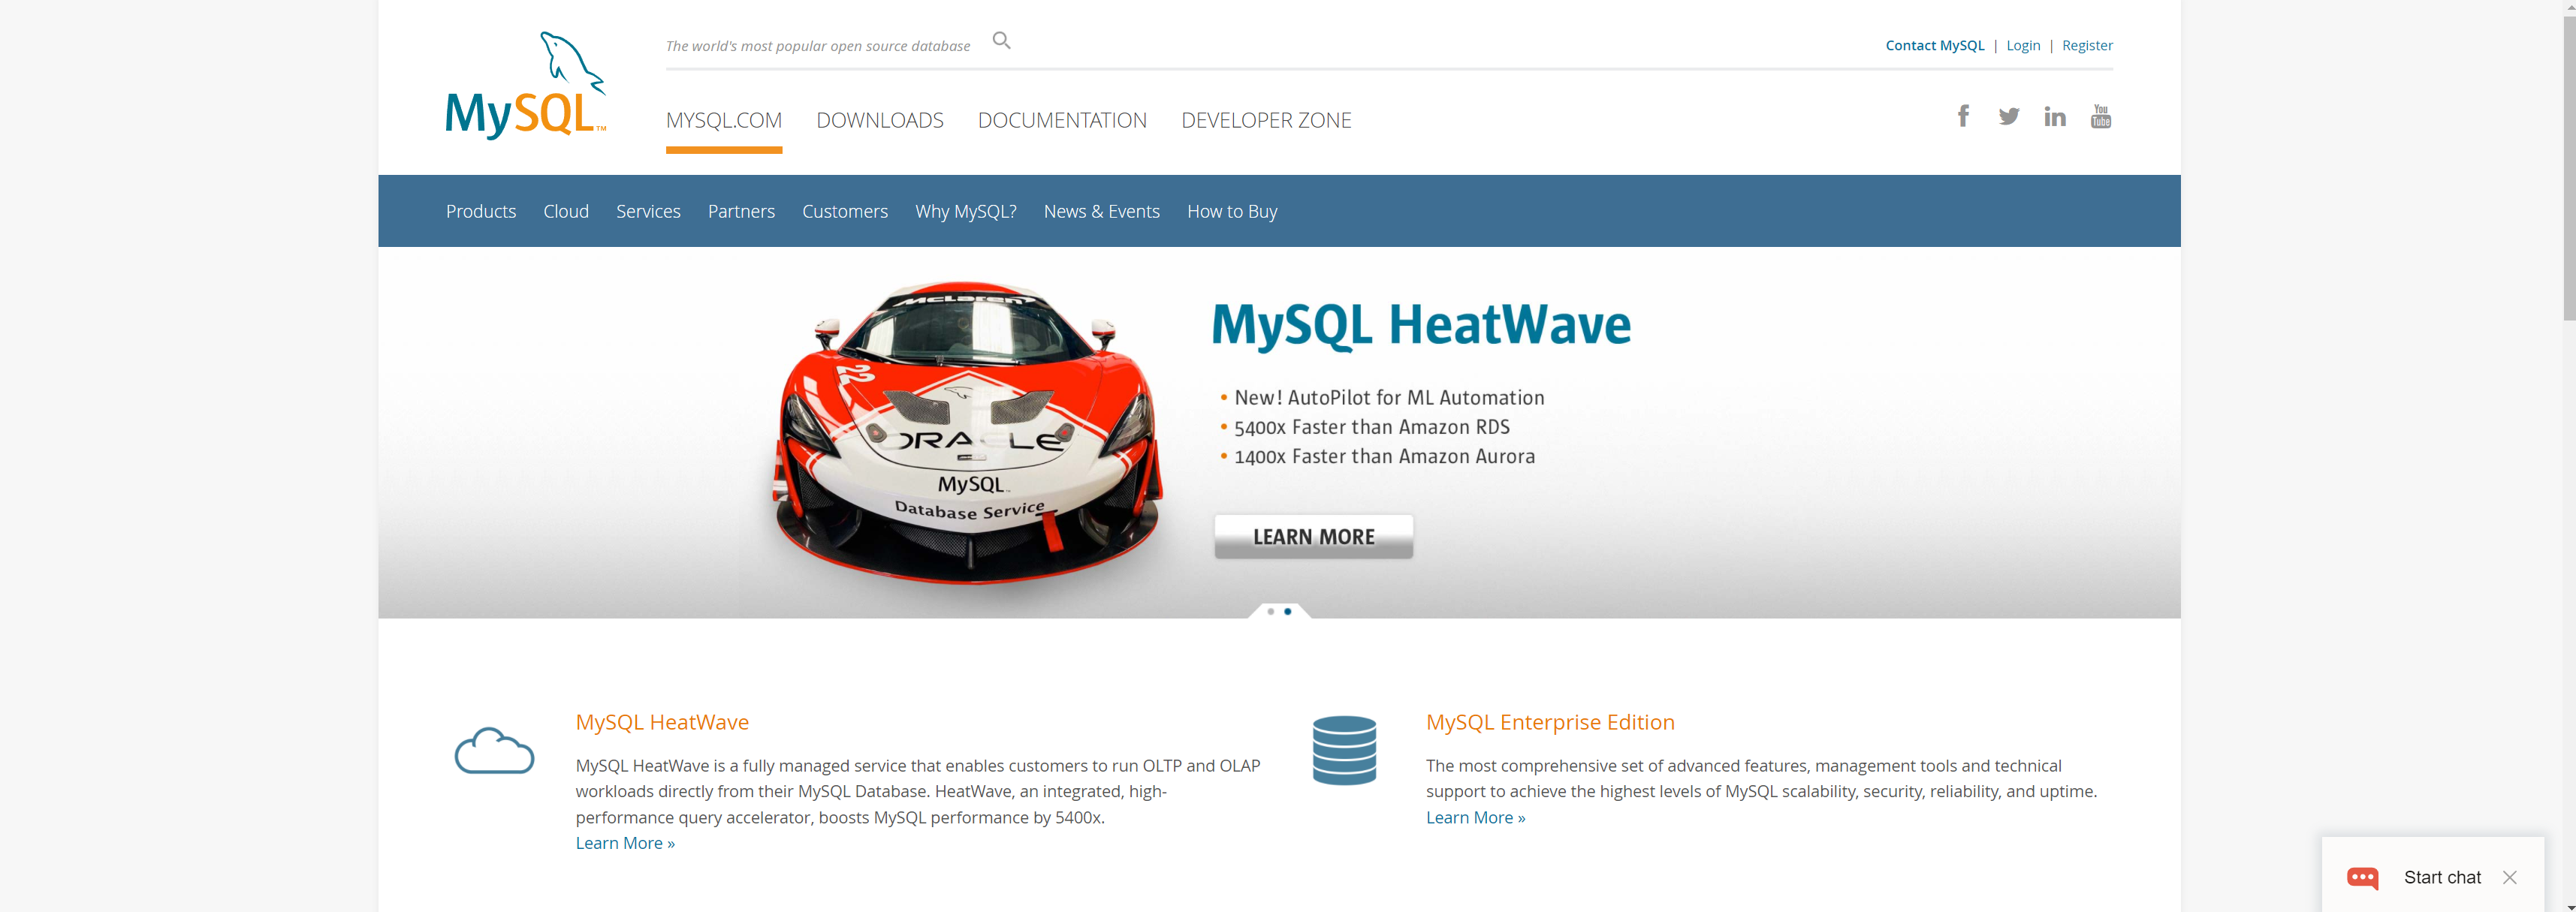 The world's most popular open source database
Contact MySQL | Login | Register
MySQL™
MYSQL.COM DOWNLOADS DOCUMENTATION DEVELOPER ZONE
f in You Tube
Products Cloud Services Partners Customers Why MySQL? News & Events How to Buy
McLaren
22
ORACLE
MySQL™
Database Service
MySQL HeatWave
• New! AutoPilot for ML Automation
• 5400x Faster than Amazon RDS
• 1400x Faster than Amazon Aurora
LEARN MORE
MySQL HeatWave
MySQL HeatWave is a fully managed service that enables customers to run OLTP and OLAP
workloads directly from their MySQL Database. HeatWave, an integrated, high-
performance query accelerator, boosts MySQL performance by 5400x.
Learn More »
MySQL Enterprise Edition
The most comprehensive set of advanced features, management tools and technical
support to achieve the highest levels of MySQL scalability, security, reliability, and uptime.
Learn More »
Start chat